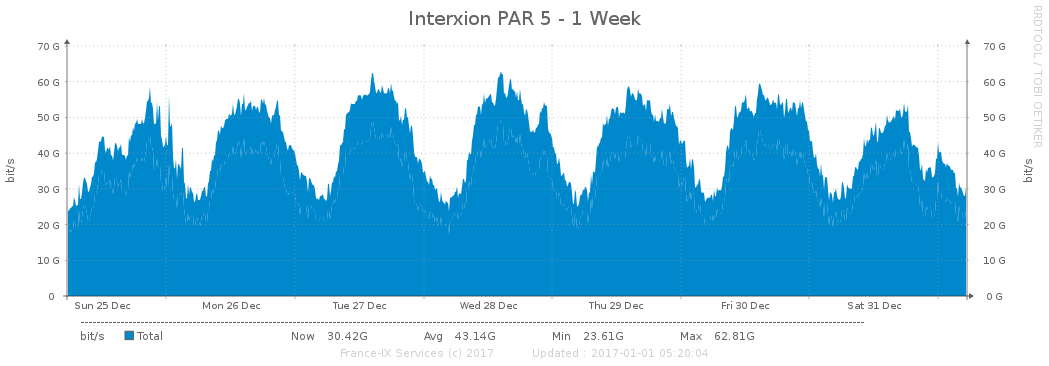 Interxion PAR 5 - 1 Week
RRDTOOL / TOBI OETIKER
70 G 70 G
60 G 60 G
50 G 50 G
40 G 40 G
30 G 30 G
20 G 20 G
10 G 10 G
0 0 G
bit/s bit/s
Sun 25 Dec Mon 26 Dec Tue 27 Dec Wed 28 Dec Thu 29 Dec Fri 30 Dec Sat 31 Dec
bit/s Total Now 30.42G Avg 43.14G Min 23.61G Max 62.81G
France-IX Services (c) 2017 Updated : 2017-01-01 05:20:04